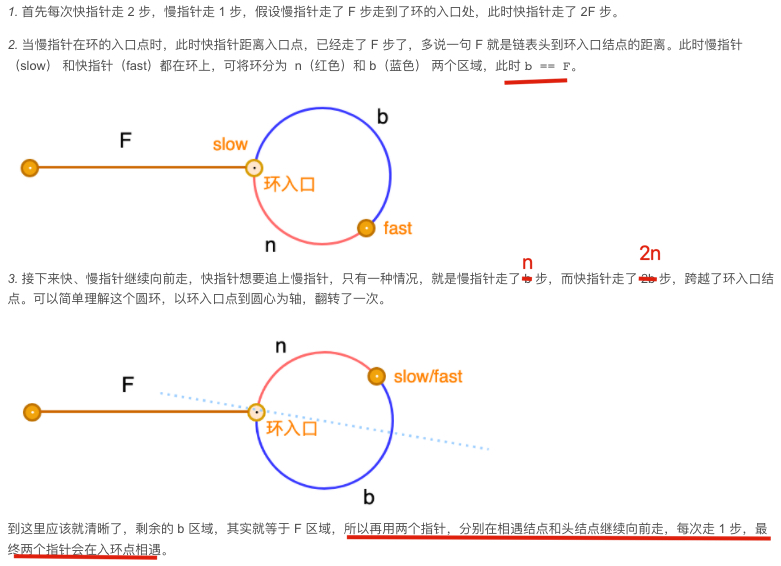 1. 首先每次快指针走 2 步，慢指针走 1 步，假设慢指针走了 F 步走到了环的入口处，此时快指针走了 2F 步。
2. 当慢指针在环的入口点时，此时快指针距离入口点，已经走了 F 步了，多说一句 F 就是链表头到环入口结点的距离。此时慢指针
（slow） 和快指针（fast）都在环上，可将环分为 n（红色）和 b（蓝色） 两个区域，此时 b == F。
F
slow
b
环入口
fast
n
n
2n
3. 接下来快、慢指针继续向前走，快指针想要追上慢指针，只有一种情况，就是慢指针走了 b 步，而快指针走了 2b 步，跨越了环入口结
点。可以简单理解这个圆环，以环入口点到圆心为轴，翻转了一次。
n
F
slow/fast
环入口
b
到这里应该就清晰了，剩余的 b 区域，其实就等于 F 区域，所以再用两个指针，分别在相遇结点和头结点继续向前走，每次走 1 步，最
终两个指针会在入环点相遇。